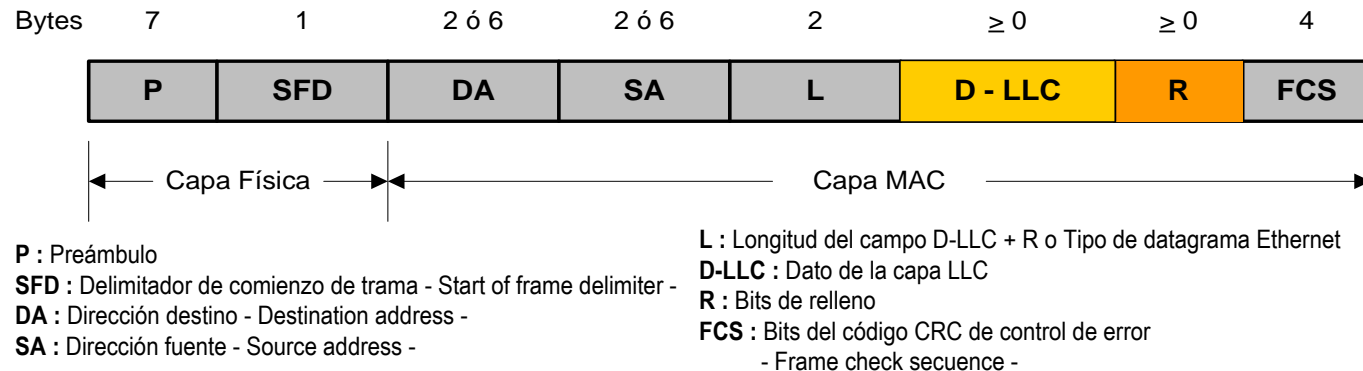 Bytes 7 1 2 ó 6 2 ó 6 2 ≥ 0 ≥ 0 4
P SFD DA SA L D - LLC R FCS
Capa Física Capa MAC
P : Preámbulo
SFD : Delimitador de comienzo de trama - Start of frame delimiter -
DA : Dirección destino - Destination address -
SA : Dirección fuente - Source address -
L : Longitud del campo D-LLC + R o Tipo de datagrama Ethernet
D-LLC : Dato de la capa LLC
R : Bits de relleno
FCS : Bits del código CRC de control de error
- Frame check secuence -